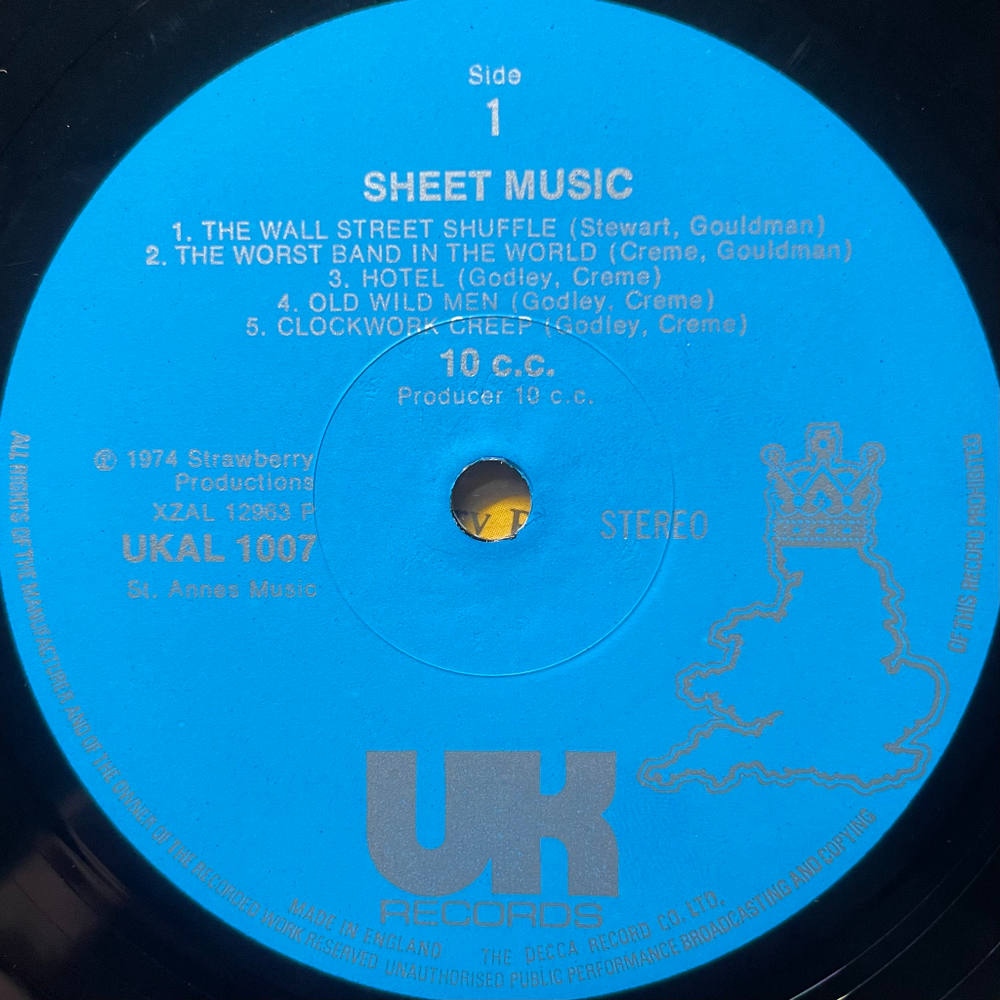 Side
1
SHEET MUSIC
1. THE WALL STREET SHUFFLE (Stewart, Gouldman)
2. THE WORST BAND IN THE WORLD (Creme, Gouldman)
3. HOTEL (Godley, Creme)
4. OLD WILD MEN (Godley, Creme)
5. CLOCKWORK CREEP (Godley, Creme)
10 c.c.
Producer 10 c.c.
℗ 1974 Strawberry
Productions
XZAL 12963 P
UKAL 1007
St. Annes Music
STEREO
UK
RECORDS
MADE IN ENGLAND THE DECCA RECORD CO. LTD.
ALL RIGHTS OF THE MANUFACTURER AND OF THE OWNER OF THE RECORDED WORK RESERVED UNAUTHORISED PUBLIC PERFORMANCE BROADCASTING AND COPYING OF THIS RECORD PROHIBITED